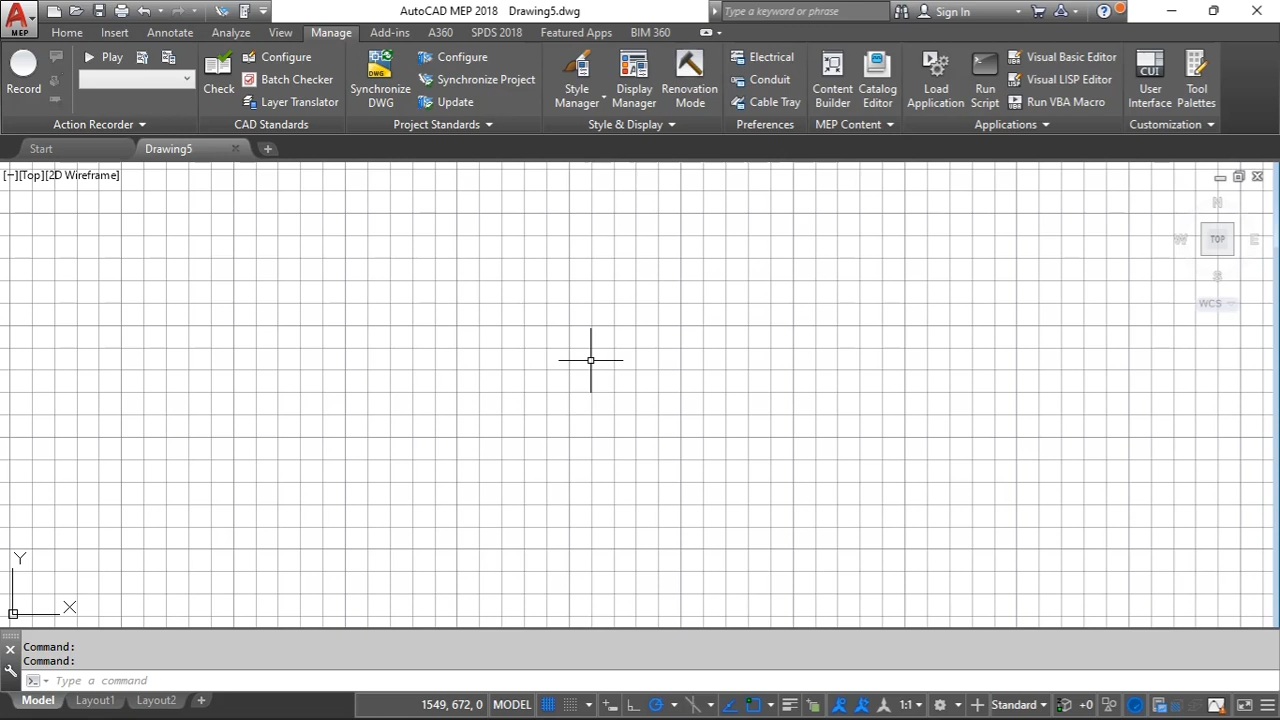 AutoCAD MEP 2018 Drawing5.dwg
Type a keyword or phrase
Sign In
MEP
Home Insert Annotate Analyze View Manage Add-ins A360 SPDS 2018 Featured Apps BIM 360
Record
Play
Action Recorder
Check
Configure
Batch Checker
Layer Translator
CAD Standards
DWG
Synchronize
DWG
Configure
Synchronize Project
Update
Project Standards
Style
Manager
Display
Manager
Renovation
Mode
Style & Display
Electrical
Conduit
Cable Tray
Preferences
Content
Builder
Catalog
Editor
MEP Content
Load
Application
Run
Script
Visual Basic Editor
Visual LISP Editor
Run VBA Macro
Applications
CUI
User
Interface
Tool
Palettes
Customization
Start Drawing5
[−][Top][2D Wireframe]
N
W TOP E
S
WCS
Y
X
Command:
Command:
Type a command
Model Layout1 Layout2
1549, 672, 0 MODEL 1:1 Standard +0